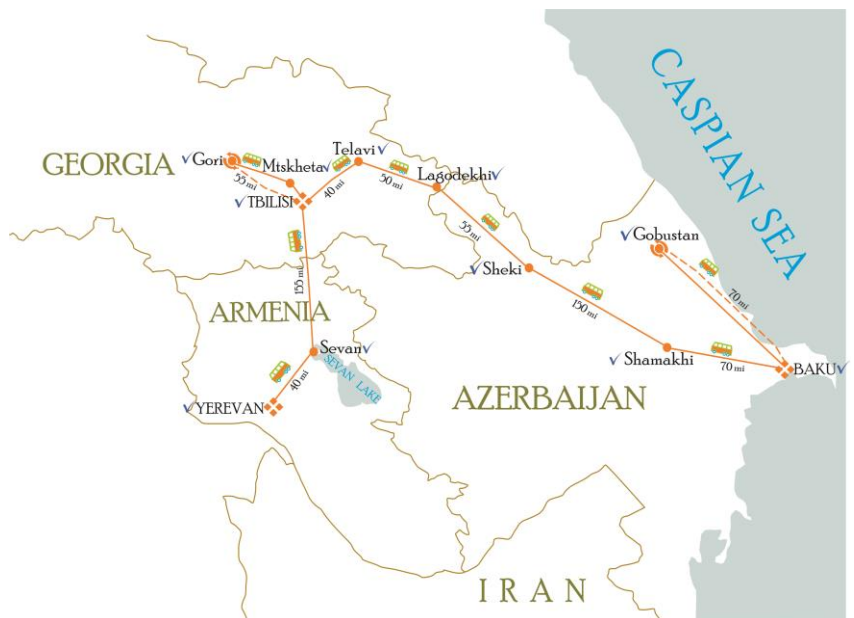 CASPIAN SEA
GEORGIA
Gori
Mtskheta
Telavi
Lagodekhi
TBILISI
55 mi
40 mi
50 mi
55 mi
Gobustan
Sheki
70 mi
155 mi
150 mi
ARMENIA
Sevan
SEVAN LAKE
40 mi
YEREVAN
Shamakhi
70 mi
BAKU
AZERBAIJAN
IRAN